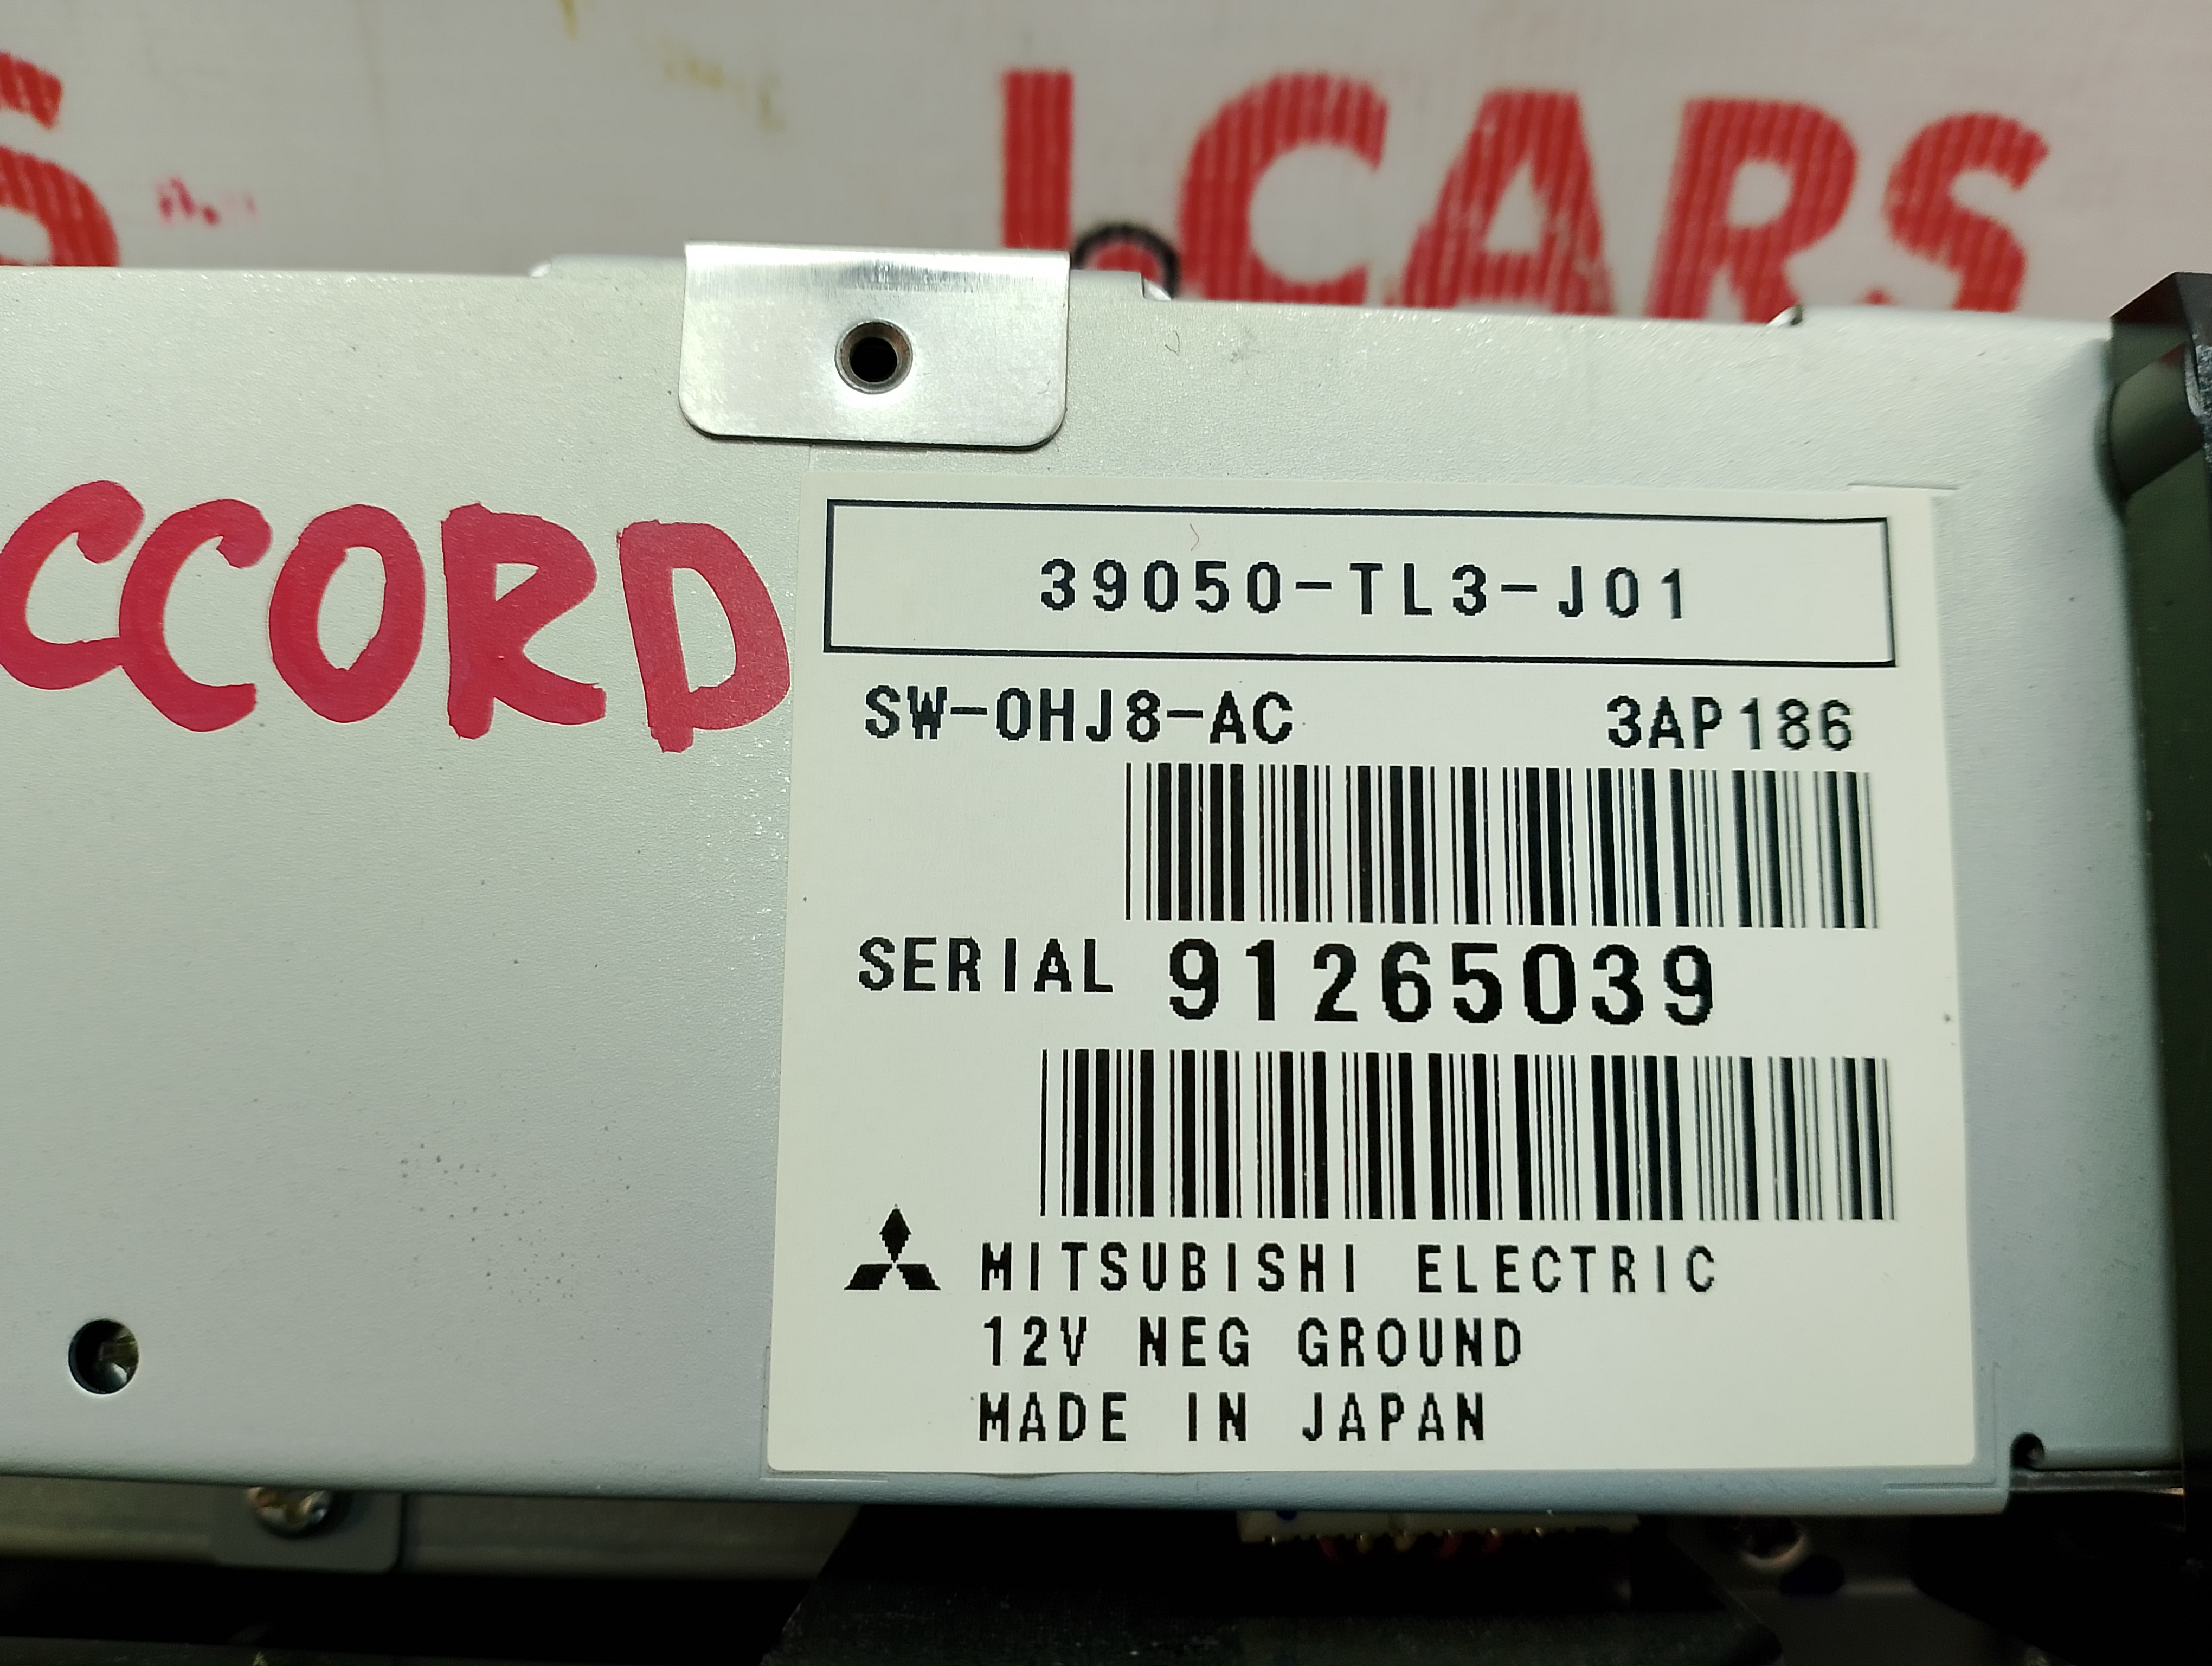 I-CARS
CCORD
39050-TL3-J01
SW-0HJ8-AC 3AP186
SERIAL 91265039
MITSUBISHI ELECTRIC
12V NEG GROUND
MADE IN JAPAN